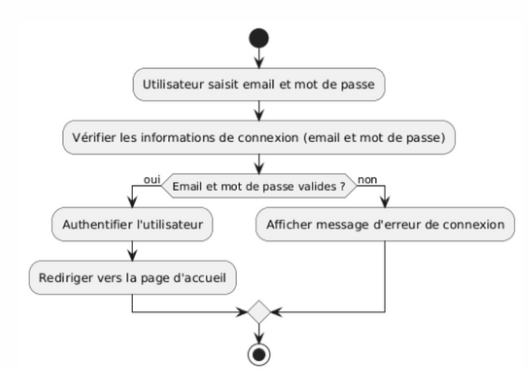 Utilisateur saisit email et mot de passe
Vérifier les informations de connexion (email et mot de passe)
oui
Email et mot de passe valides ?
non
Authentifier l'utilisateur
Afficher message d'erreur de connexion
Rediriger vers la page d'accueil